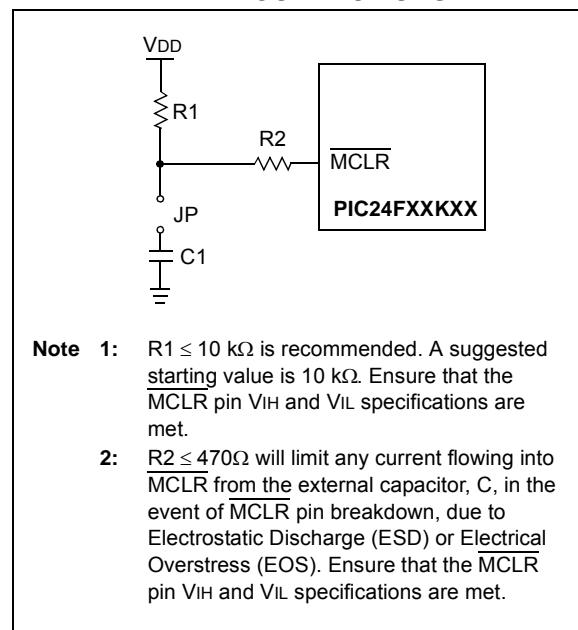 VDD
R1
R2
MCLR
JP
PIC24FXXKXX
C1
Note 1: R1 ≤ 10 kΩ is recommended. A suggested
starting value is 10 kΩ. Ensure that the
MCLR pin VIH and VIL specifications are
met.
2: R2 ≤ 470Ω will limit any current flowing into
MCLR from the external capacitor, C, in the
event of MCLR pin breakdown, due to
Electrostatic Discharge (ESD) or Electrical
Overstress (EOS). Ensure that the MCLR
pin VIH and VIL specifications are met.